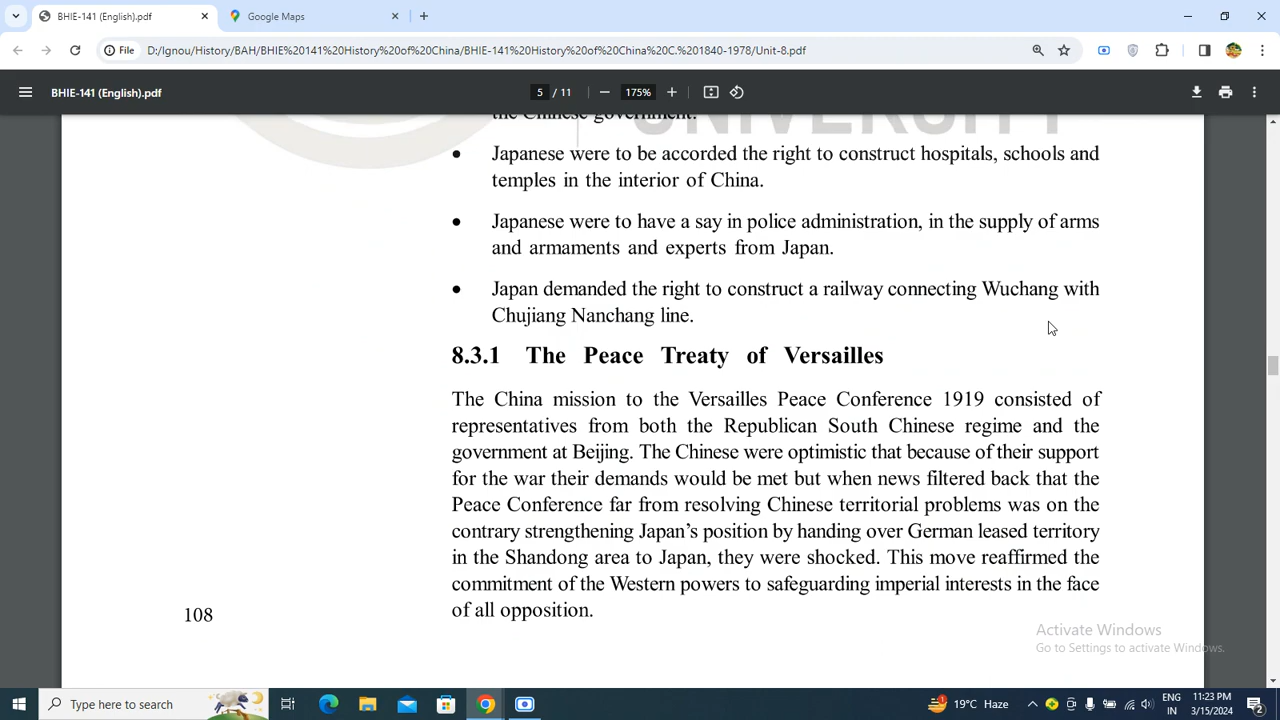 BHIE-141 (English).pdf
Google Maps
File
D:/Ignou/History/BAH/BHIE%20141%20History%20of%20China/BHIE-141%20History%20of%20China%20C.%201840-1978/Unit-8.pdf
BHIE-141 (English).pdf
5 / 11
175%
the Chinese government.
UNIVERSITY
• Japanese were to be accorded the right to construct hospitals, schools and
temples in the interior of China.
• Japanese were to have a say in police administration, in the supply of arms
and armaments and experts from Japan.
• Japan demanded the right to construct a railway connecting Wuchang with
Chujiang Nanchang line.
8.3.1 The Peace Treaty of Versailles
The China mission to the Versailles Peace Conference 1919 consisted of
representatives from both the Republican South Chinese regime and the
government at Beijing. The Chinese were optimistic that because of their support
for the war their demands would be met but when news filtered back that the
Peace Conference far from resolving Chinese territorial problems was on the
contrary strengthening Japan's position by handing over German leased territory
in the Shandong area to Japan, they were shocked. This move reaffirmed the
commitment of the Western powers to safeguarding imperial interests in the face
of all opposition.
108
Activate Windows
Go to Settings to activate Windows.
Type here to search
19°C Haze
ENG
IN
11:23 PM
3/15/2024
2